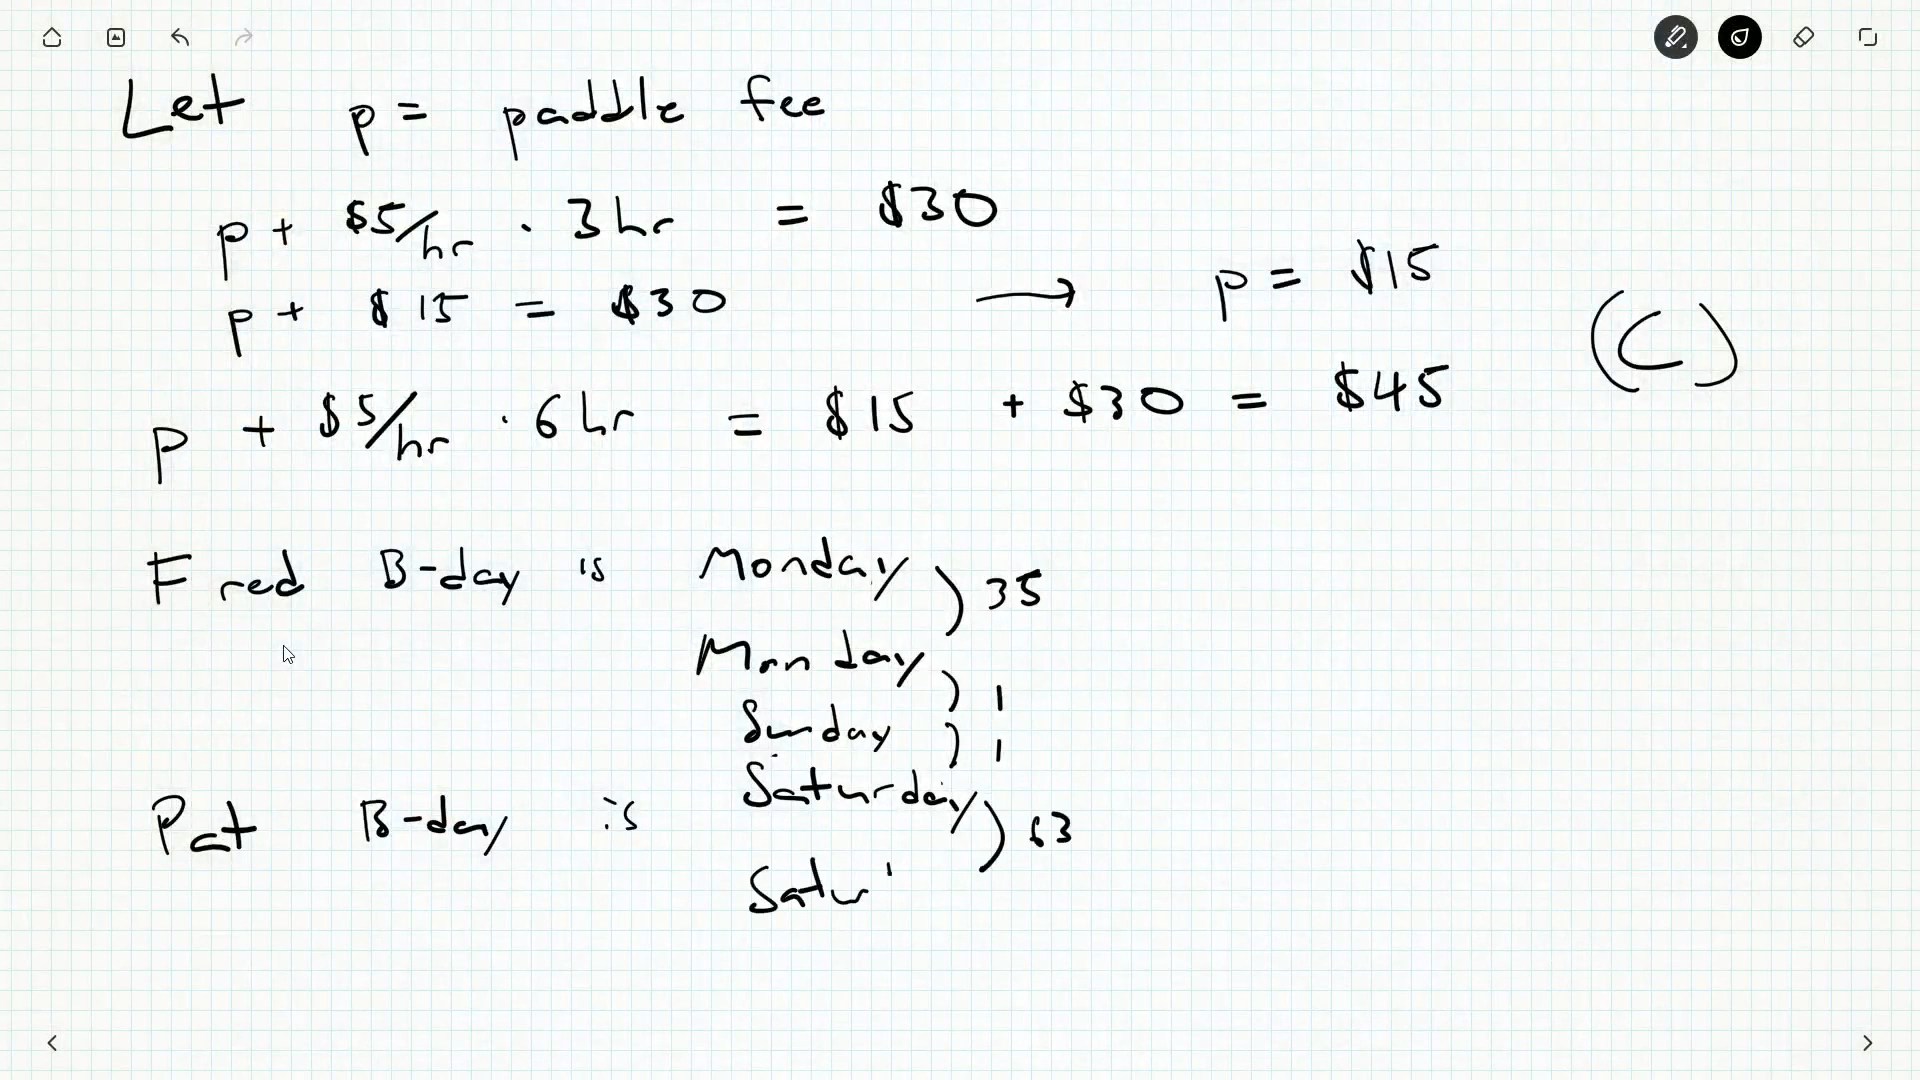 Let p = paddle fee
p + $5/hr · 3 hr = $30
p + $15 = $30 → p = $15
(C)
p + $5/hr · 6 hr = $15 + $30 = $45
Fred B-day is Monday ) 35
Monday ) 1
Sunday ) 1
Pat B-day is Saturday ) 63
Satur